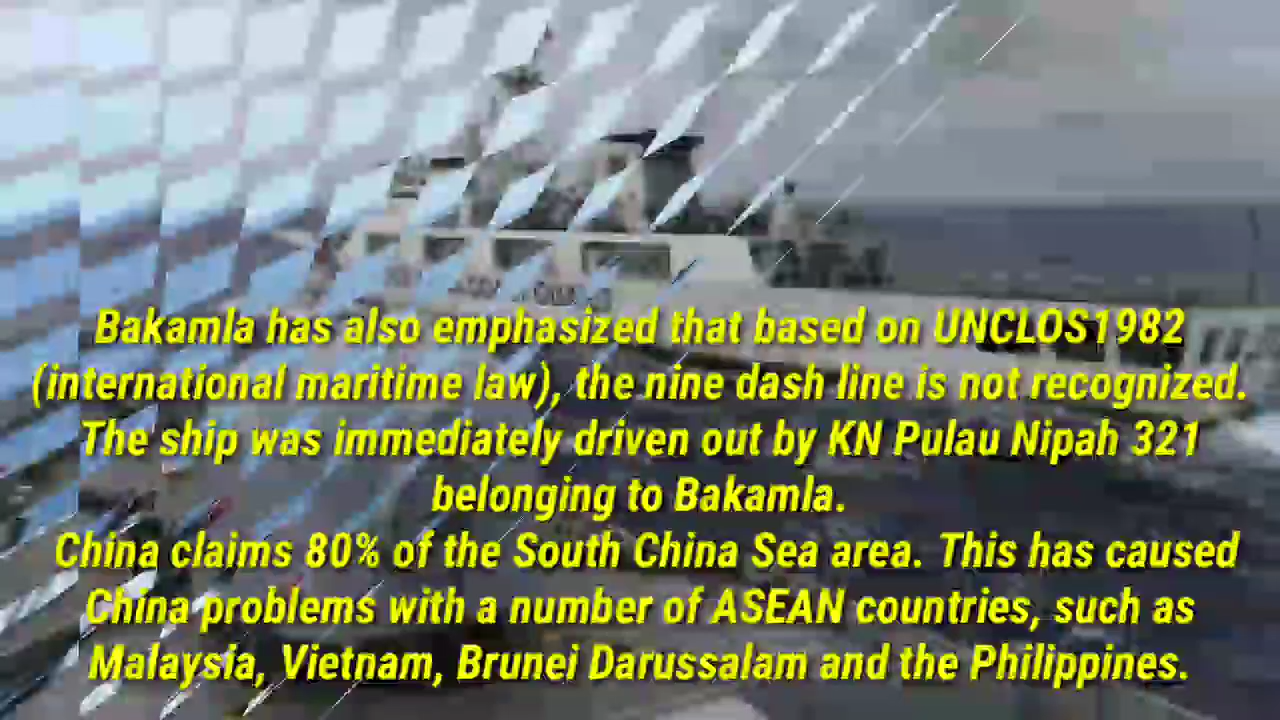 Bakamla has also emphasized that based on UNCLOS1982
(international maritime law), the nine dash line is not recognized.
The ship was immediately driven out by KN Pulau Nipah 321
belonging to Bakamla.
China claims 80% of the South China Sea area. This has caused
China problems with a number of ASEAN countries, such as
Malaysia, Vietnam, Brunei Darussalam and the Philippines.